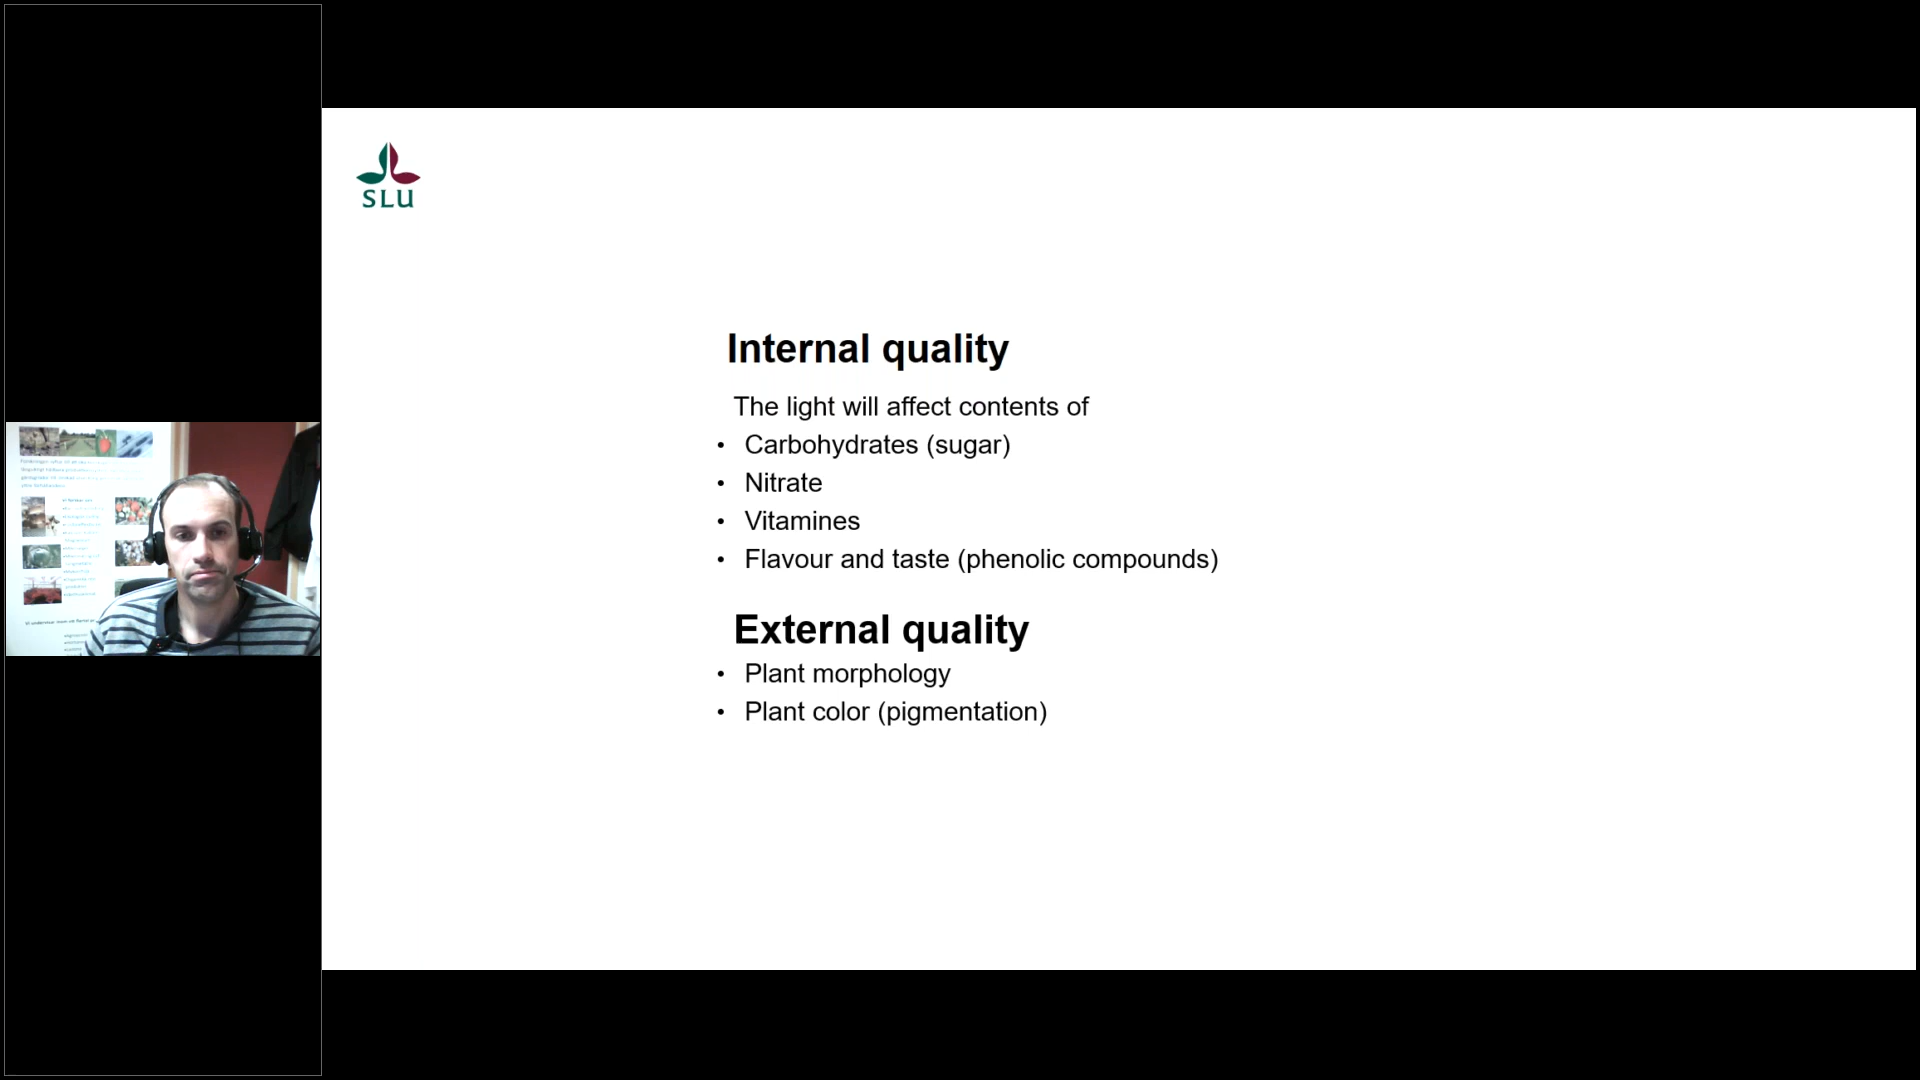 SLU
Internal quality
The light will affect contents of
• Carbohydrates (sugar)
• Nitrate
• Vitamines
• Flavour and taste (phenolic compounds)
External quality
• Plant morphology
• Plant color (pigmentation)